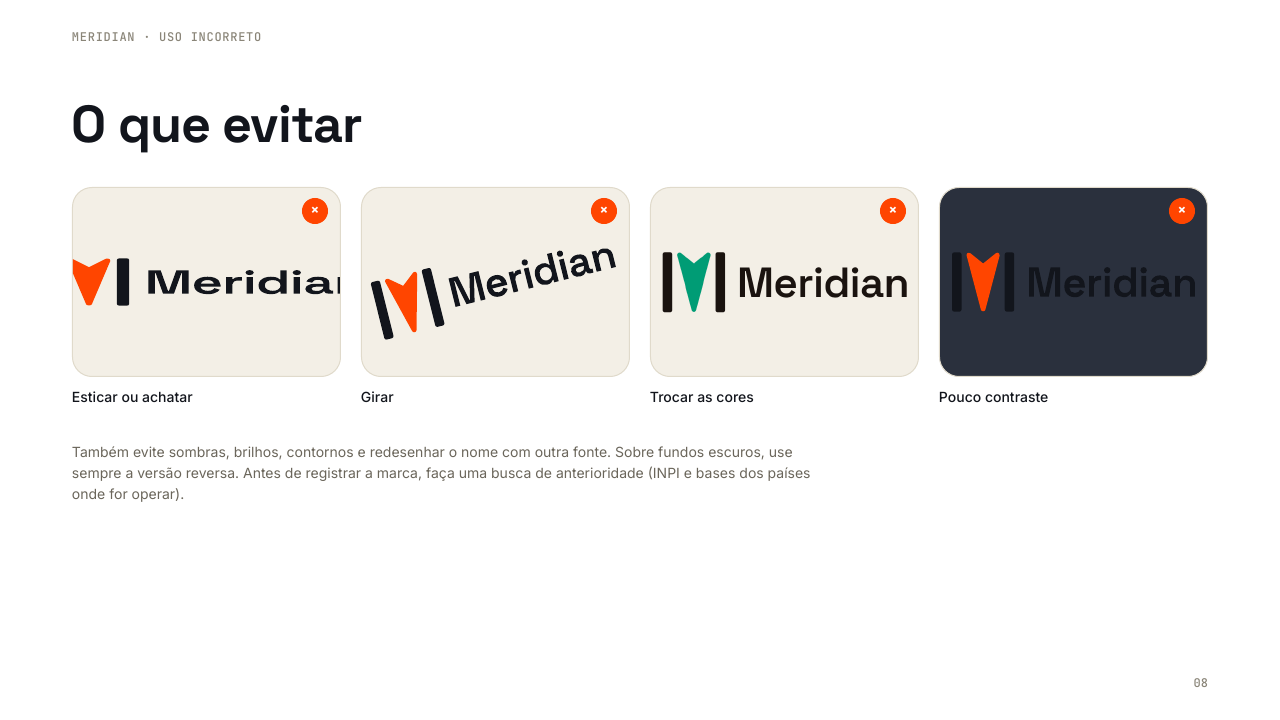 MERIDIAN · USO INCORRETO
O que evitar
×
×
×
×
Meridian
Meridian
Meridian
Meridian
Esticar ou achatar
Girar
Trocar as cores
Pouco contraste
Também evite sombras, brilhos, contornos e redesenhar o nome com outra fonte. Sobre fundos escuros, use
sempre a versão reversa. Antes de registrar a marca, faça uma busca de anterioridade (INPI e bases dos países
onde for operar).
08